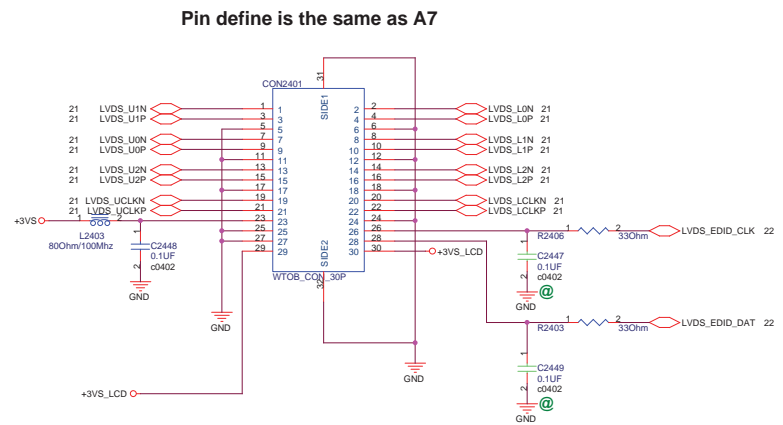 Pin define is the same as A7
CON2401
31
SIDE1
21 LVDS_U1N 1 1 2 2 LVDS_L0N 21
21 LVDS_U1P 3 3 4 4 LVDS_L0P 21
5 5 6 6
21 LVDS_U0N 7 7 8 8 LVDS_L1N 21
21 LVDS_U0P 9 9 10 10 LVDS_L1P 21
11 11 12 12
21 LVDS_U2N 13 13 14 14 LVDS_L2N 21
21 LVDS_U2P 15 15 16 16 LVDS_L2P 21
17 17 18 18
21 LVDS_UCLKN 19 19 20 20 LVDS_LCLKN 21
21 LVDS_UCLKP 21 21 22 22 LVDS_LCLKP 21
+3VS 1 2 23 23 24 24
L2403
80Ohm/100Mhz
25 25 26 26
27 27 28 28
29 29 30 30 +3VS_LCD
SIDE2
32
WTOB_CON_30P
1
C2448
0.1UF
2 c0402
GND
GND
GND
+3VS_LCD
R2406 1 2 33Ohm LVDS_EDID_CLK 22
1
C2447
0.1UF
2 c0402
GND @
R2403 1 2 33Ohm LVDS_EDID_DAT 22
1
C2449
0.1UF
2 c0402
GND @